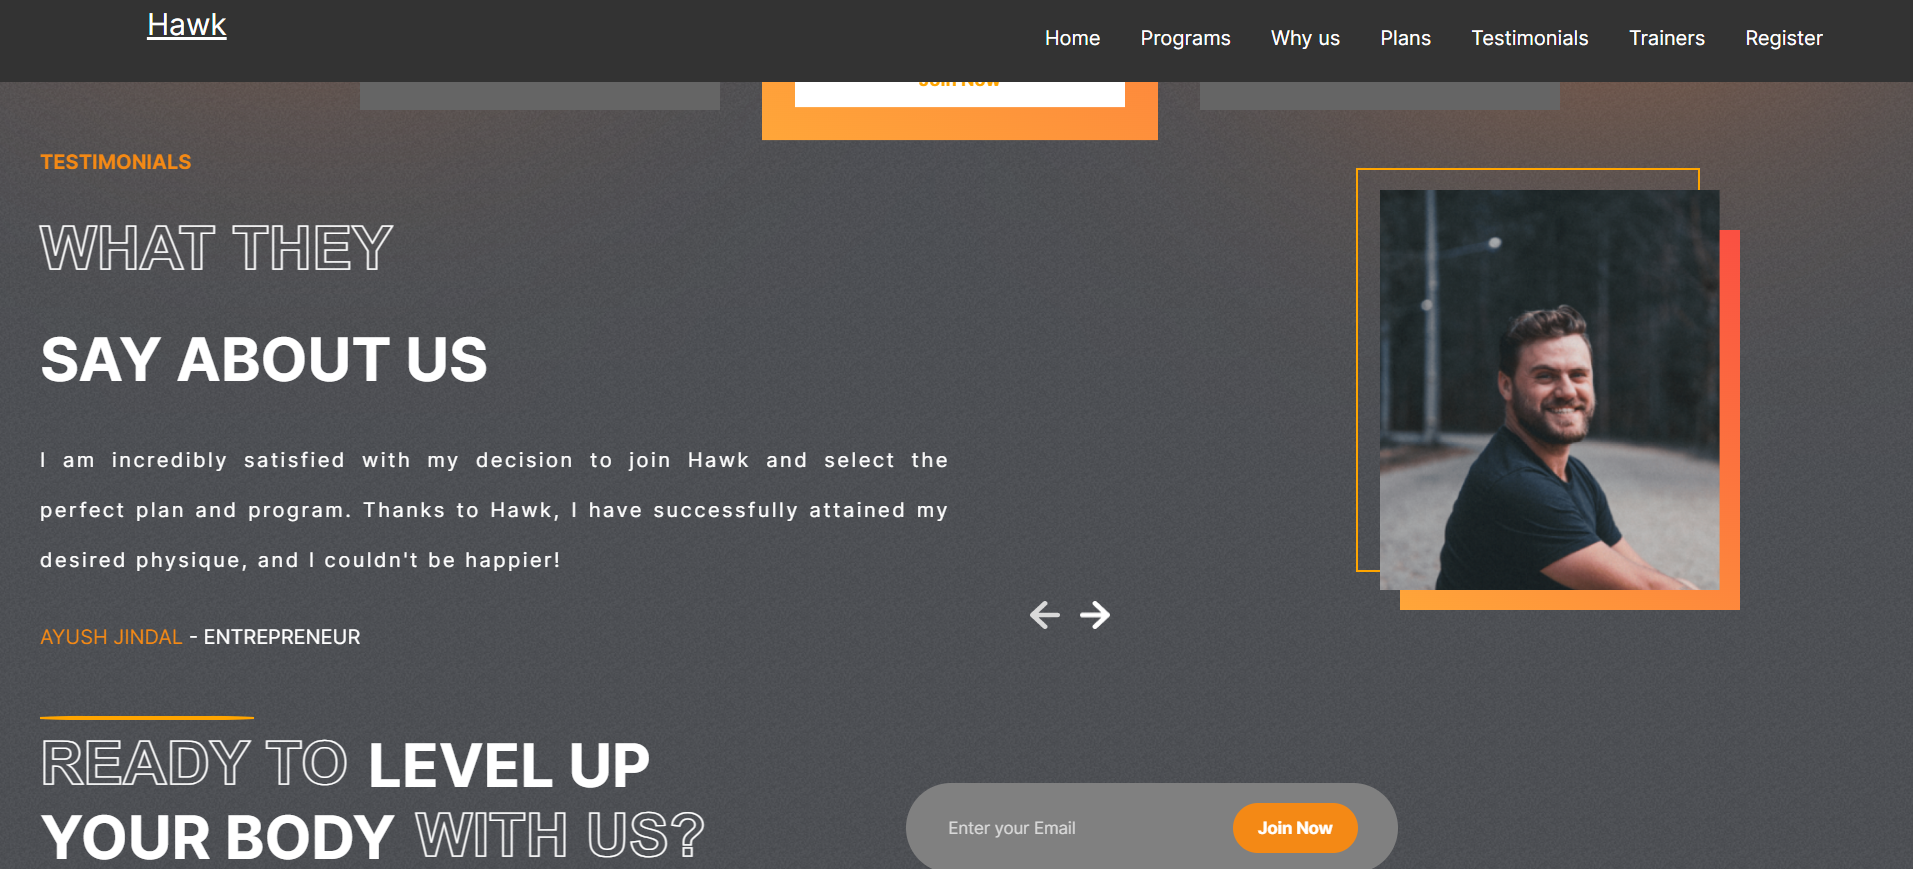 Hawk
Home Programs Why us Plans Testimonials Trainers Register
Join Now
TESTIMONIALS
WHAT THEY
SAY ABOUT US
I am incredibly satisfied with my decision to join Hawk and select the
perfect plan and program. Thanks to Hawk, I have successfully attained my
desired physique, and I couldn't be happier!
AYUSH JINDAL - ENTREPRENEUR
READY TO LEVEL UP
YOUR BODY WITH US?
Enter your Email
Join Now